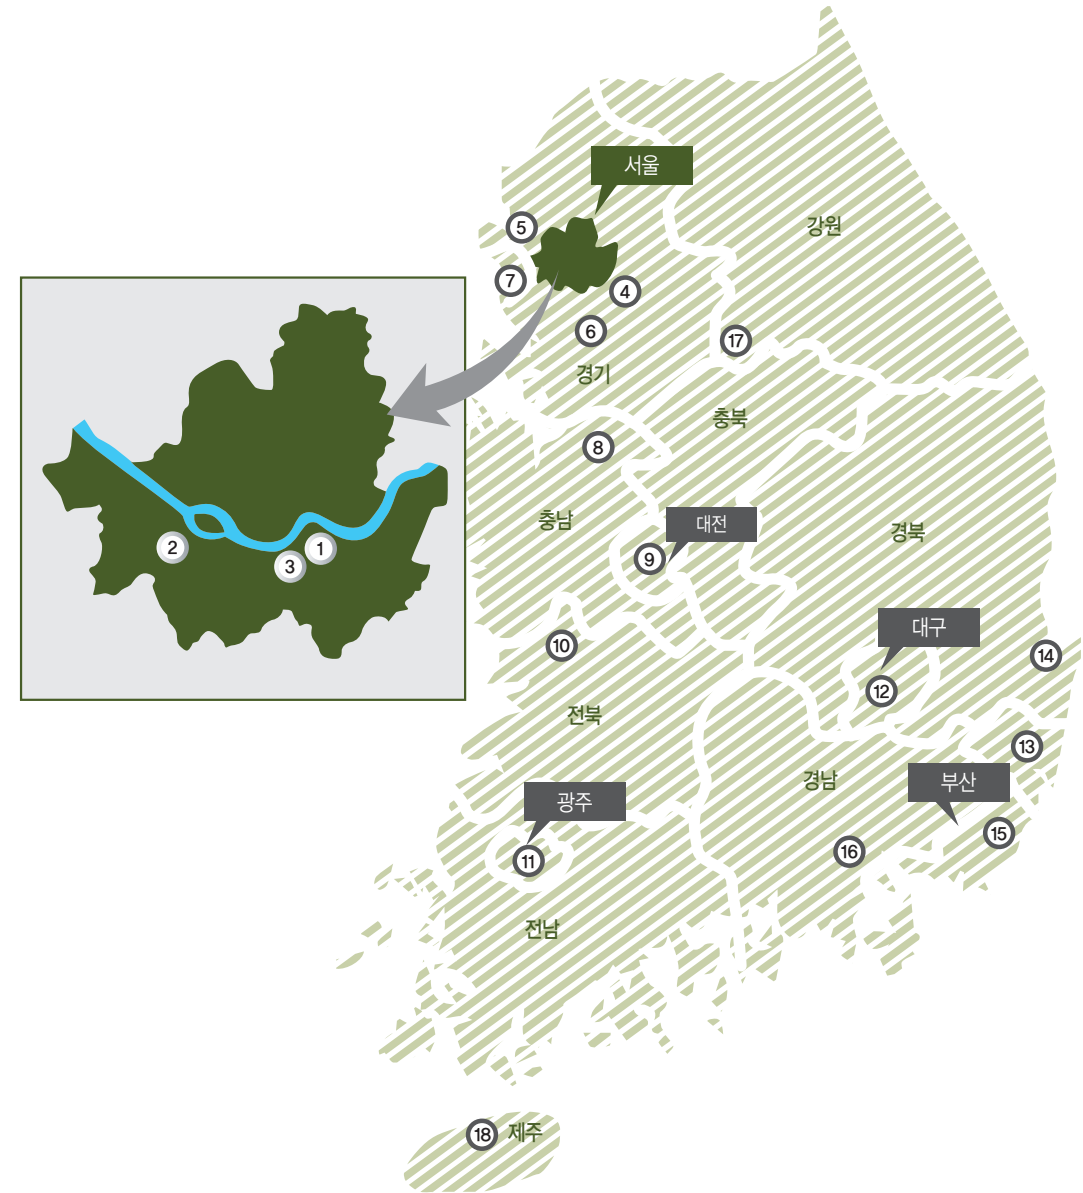 서울
강원
⑤
⑦
④
⑥
⑰
경기
충북
⑧
충남
대전
경북
②
①
③
⑨
대구
⑩
⑭
⑫
전북
⑬
경남
부산
광주
⑮
⑯
⑪
전남
⑱ 제주